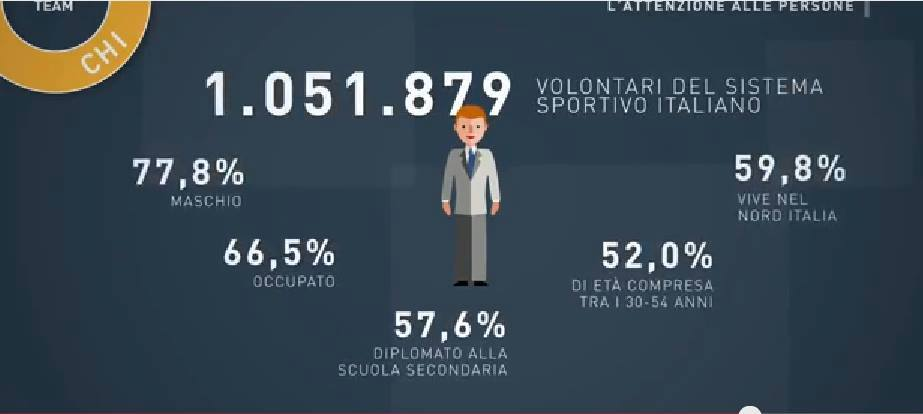 TEAM
L'ATTENZIONE ALLE PERSONE
CHI
1.051.879
VOLONTARI DEL SISTEMA
SPORTIVO ITALIANO
77,8%
MASCHIO
59,8%
VIVE NEL
NORD ITALIA
66,5%
OCCUPATO
52,0%
DI ETÀ COMPRESA
TRA I 30-54 ANNI
57,6%
DIPLOMATO ALLA
SCUOLA SECONDARIA